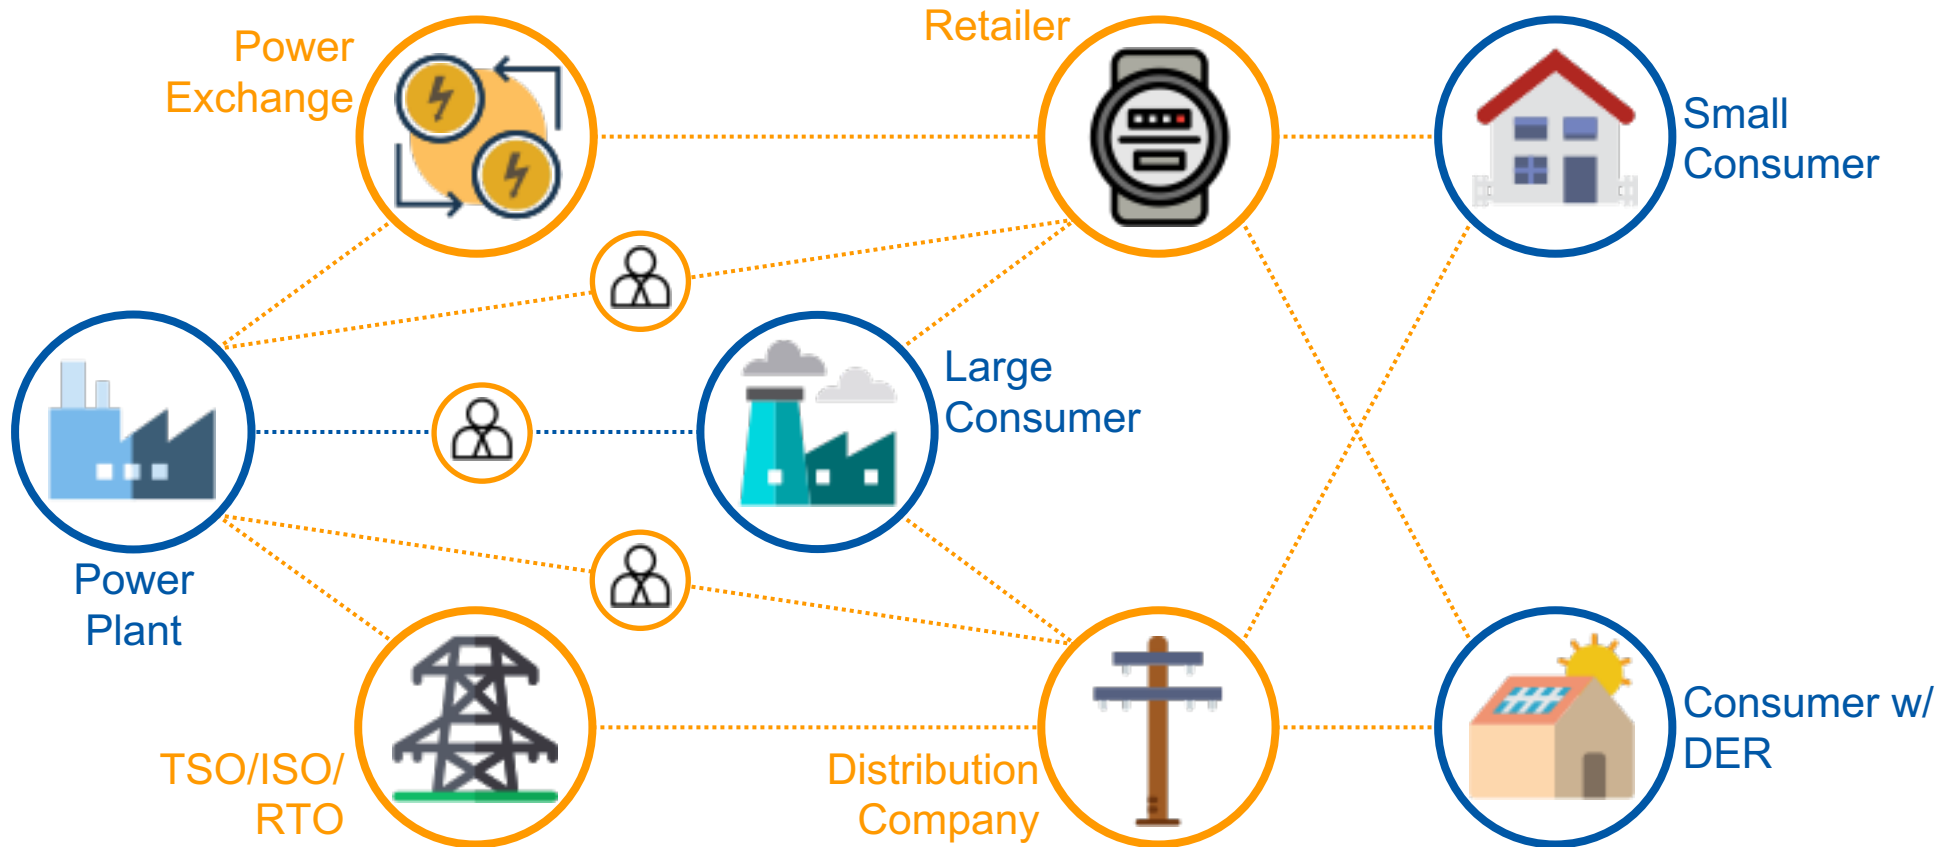 Power
Exchange
Retailer
Small
Consumer
Large
Consumer
Power
Plant
TSO/ISO/
RTO
Distribution
Company
Consumer w/
DER